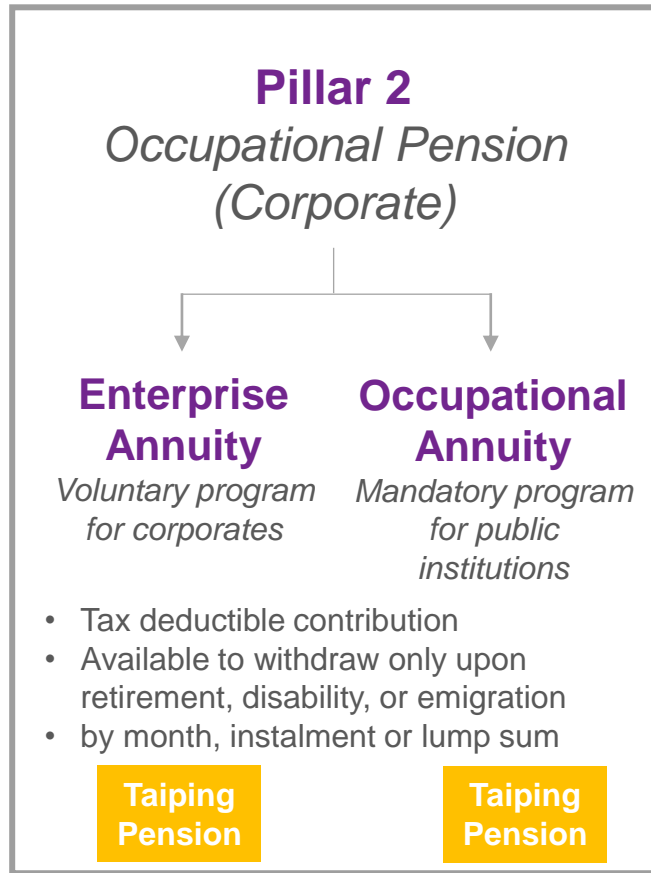 Pillar 2
Occupational Pension
(Corporate)
Enterprise
Annuity
Voluntary program
for corporates
Occupational
Annuity
Mandatory program
for public
institutions
• Tax deductible contribution
• Available to withdraw only upon
retirement, disability, or emigration
• by month, instalment or lump sum
Taiping
Pension
Taiping
Pension